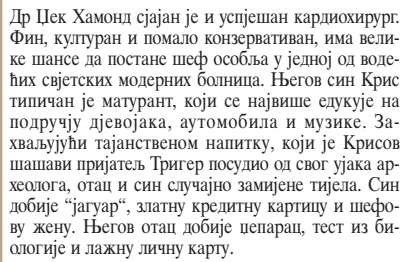 Др Џек Хамонд сјајан је и успјешан кардиохирург.
Фин, културан и помало конзервативан, има вели-
ке шансе да постане шеф особља у једној од воде-
ћих свјетских модерних болница. Његов син Крис
типичан је матурант, који се највише едукује на
подручју дјевојака, аутомобила и музике. За-
хваљујући тајанственом напитку, који је Крисов
шашави пријатељ Тригер посудио од свог ујака ар-
хеолога, отац и син случајно замијене тијела. Син
добије “јагуар“, златну кредитну картицу и шефо-
ву жену. Његов отац добије џепарац, тест из би-
ологије и лажну личну карту.